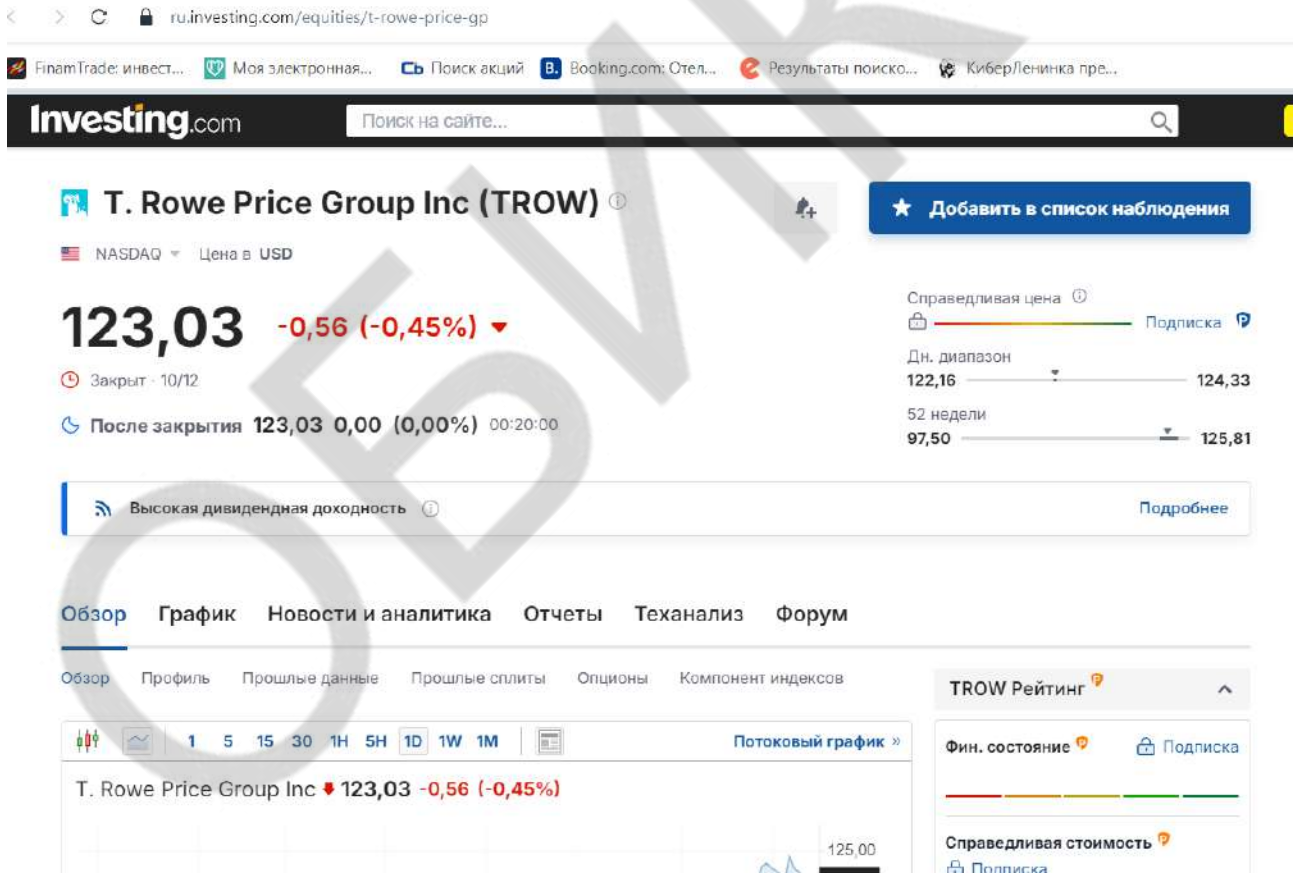 ru.investing.com/equities/t-rowe-price-gp
FinamTrade: инвест... Моя электронная... СЬ Поиск акций B. Booking.com: Отел... Результаты поиско... КиберЛенинка пре...
Investing.com Поиск на сайте...
T. Rowe Price Group Inc (TROW)
Добавить в список наблюдения
NASDAQ Цена в USD
123,03 -0,56 (-0,45%)
Справедливая цена
Подписка
Дн. диапазон
122,16 124,33
Закрыт · 10/12
52 недели
97,50 125,81
После закрытия 123,03 0,00 (0,00%) 00:20:00
Высокая дивидендная доходность Подробнее
Обзор График Новости и аналитика Отчеты Теханализ Форум
Обзор Профиль Прошлые данные Прошлые сплиты Опционы Компонент индексов
TROW Рейтинг
1 5 15 30 1H 5H 1D 1W 1M Потоковый график »
Фин. состояние Подписка
T. Rowe Price Group Inc 123,03 -0,56 (-0,45%)
125,00
Справедливая стоимость
Подписка
ОБИК